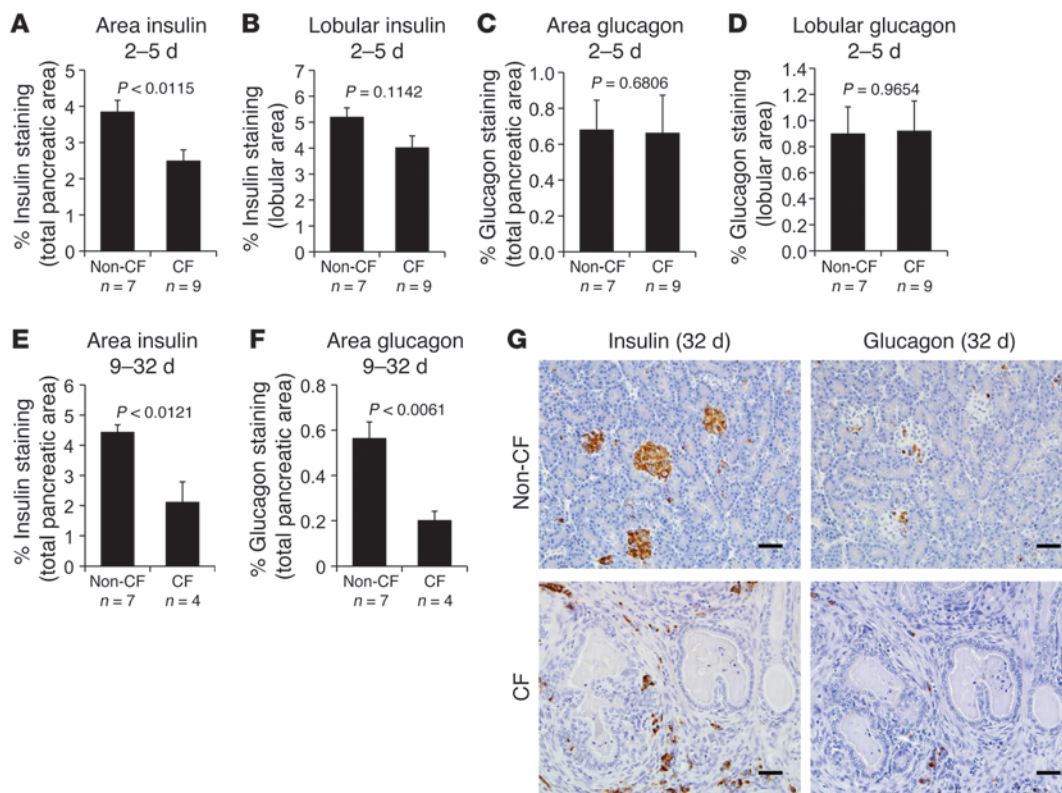 A
Area insulin
2–5 d
% Insulin staining
(total pancreatic area)
5
4
3
2
1
0
P < 0.0115
Non-CF CF
n = 7 n = 9
B
Lobular insulin
2–5 d
% Insulin staining
(lobular area)
7
6
5
4
3
2
1
0
P = 0.1142
Non-CF CF
n = 7 n = 9
C
Area glucagon
2–5 d
% Glucagon staining
(total pancreatic area)
1.0
0.8
0.6
0.4
0.2
0.0
P = 0.6806
Non-CF CF
n = 7 n = 9
D
Lobular glucagon
2–5 d
% Glucagon staining
(lobular area)
1.4
1.2
1.0
0.8
0.6
0.4
0.2
0.0
P = 0.9654
Non-CF CF
n = 7 n = 9
E
Area insulin
9–32 d
% Insulin staining
(total pancreatic area)
6
5
4
3
2
1
0
P < 0.0121
Non-CF CF
n = 7 n = 4
F
Area glucagon
9–32 d
% Glucagon staining
(total pancreatic area)
0.8
0.6
0.4
0.2
0
P < 0.0061
Non-CF CF
n = 7 n = 4
G
Insulin (32 d) Glucagon (32 d)
Non-CF
CF